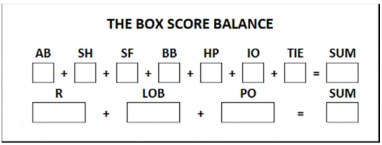 THE BOX SCORE BALANCE
AB SH SF BB HP IO TIE SUM
+ + + + + + =
R LOB PO SUM
+ + =